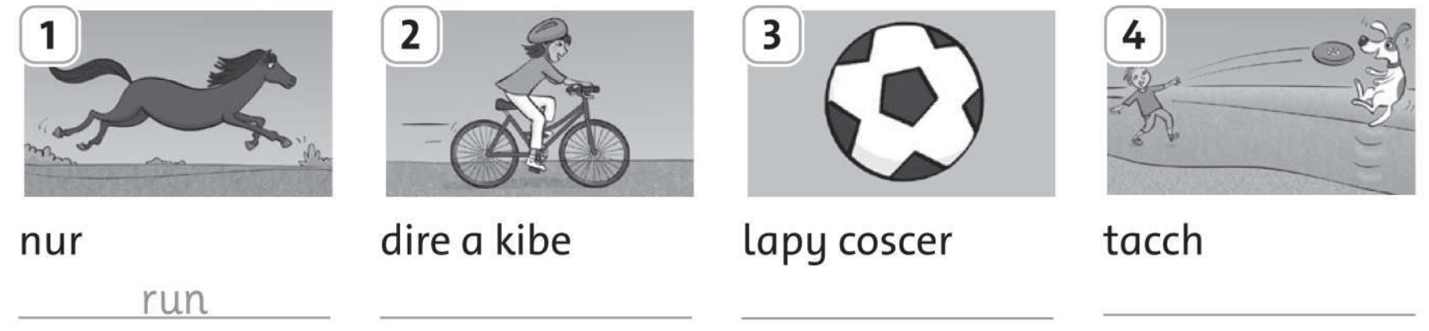 1 2 3 4
nur dire a kibe lapy coscer tacch
run